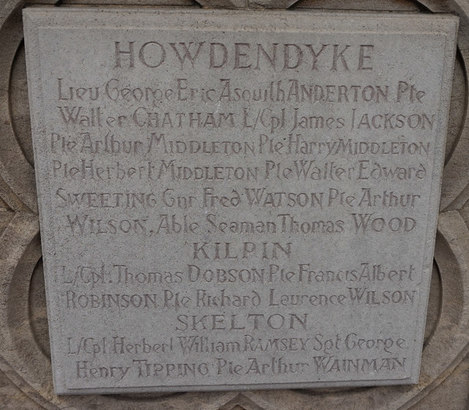 HOWDENDYKE
Lieu George Eric Asquith ANDERTON Pte
Walter CHATHAM L/Cpl James JACKSON
Pte Arthur MIDDLETON Pte Harry MIDDLETON
Pte Herbert MIDDLETON Pte Walter Edward
SWEETING Gnr Fred WATSON Pte Arthur
WILSON, Able Seaman Thomas WOOD
KILPIN
L/Cpl. Thomas DOBSON Pte Francis Albert
ROBINSON Pte Richard Laurence WILSON
SKELTON
L/Cpl Herbert William RAMSEY Sgt George
Henry TIPPING Pte Arthur WAINMAN